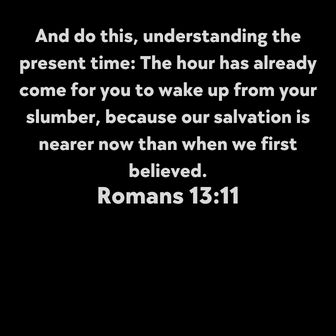 And do this, understanding the
present time: The hour has already
come for you to wake up from your
slumber, because our salvation is
nearer now than when we first
believed.
Romans 13:11